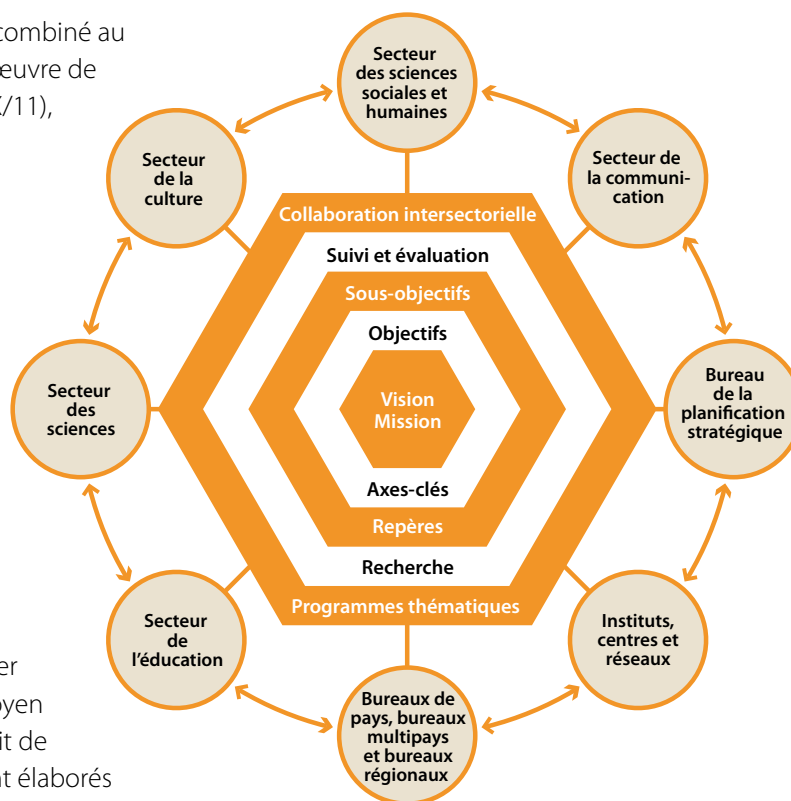 combiné au
œuvre de
/11),
Secteur
des sciences
sociales et
humaines
Secteur
de la
culture
Secteur de
la communi-
cation
Collaboration intersectorielle
Suivi et évaluation
Sous-objectifs
Objectifs
Vision
Mission
Axes-clés
Repères
Recherche
Programmes thématiques
Secteur
des
sciences
Bureau
de la
planification
stratégique
Secteur
de
l'éducation
Instituts,
centres et
réseaux
Bureaux de
pays, bureaux
multipays
et bureaux
régionaux
er
oyen
it de
t élaborés